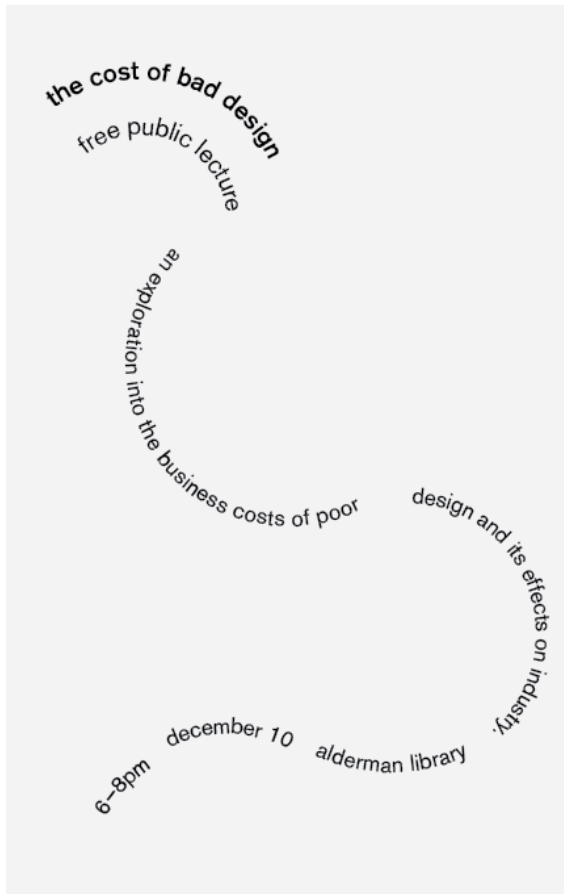 the cost of bad design
free public lecture
an exploration into the business costs of poor
design and its effects on industry.
december 10
alderman library
6–8pm